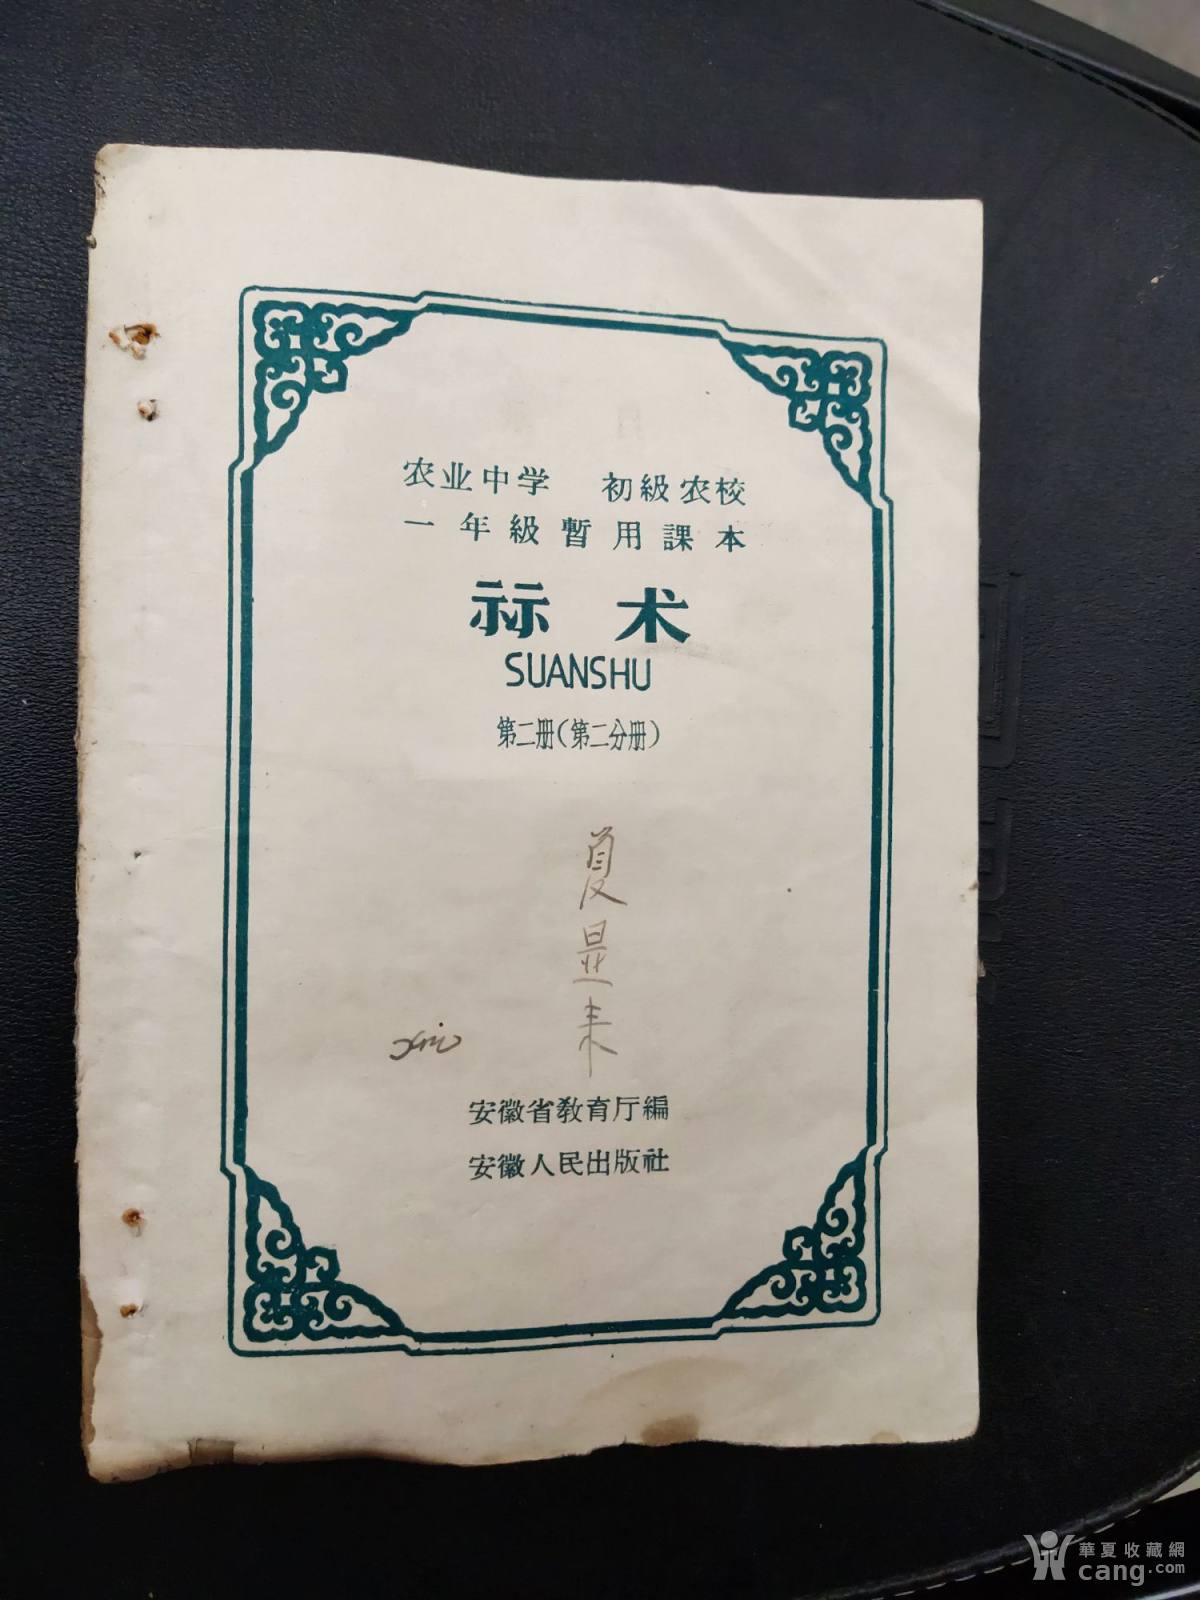 农业中学 初級农校
一年級暫用課本
祘术
SUANSHU
第二册(第二分册)
夏显来
安徽省教育厅編
安徽人民出版社
華夏收藏網
cang.com